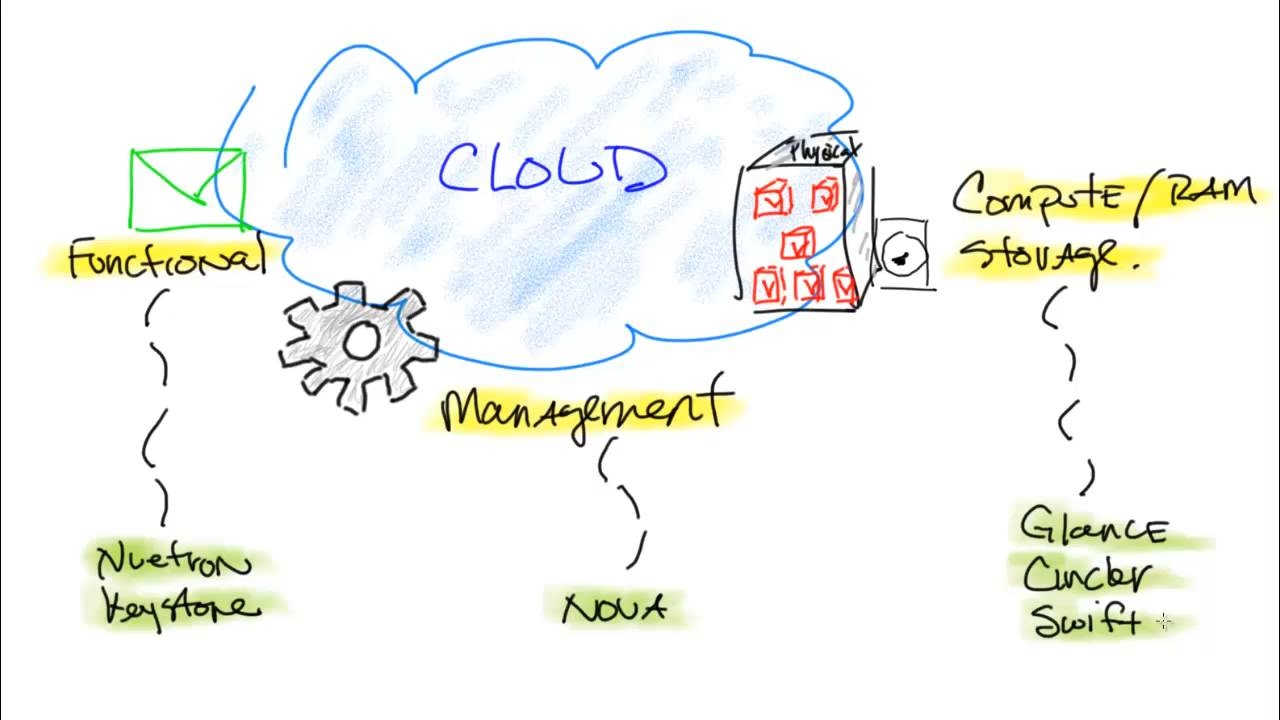 CLOUD
Physical
Compute/RAM
Storage.
Functional
Management
Nuetron
Keystone
Nova
Glance
Cinder
Swift